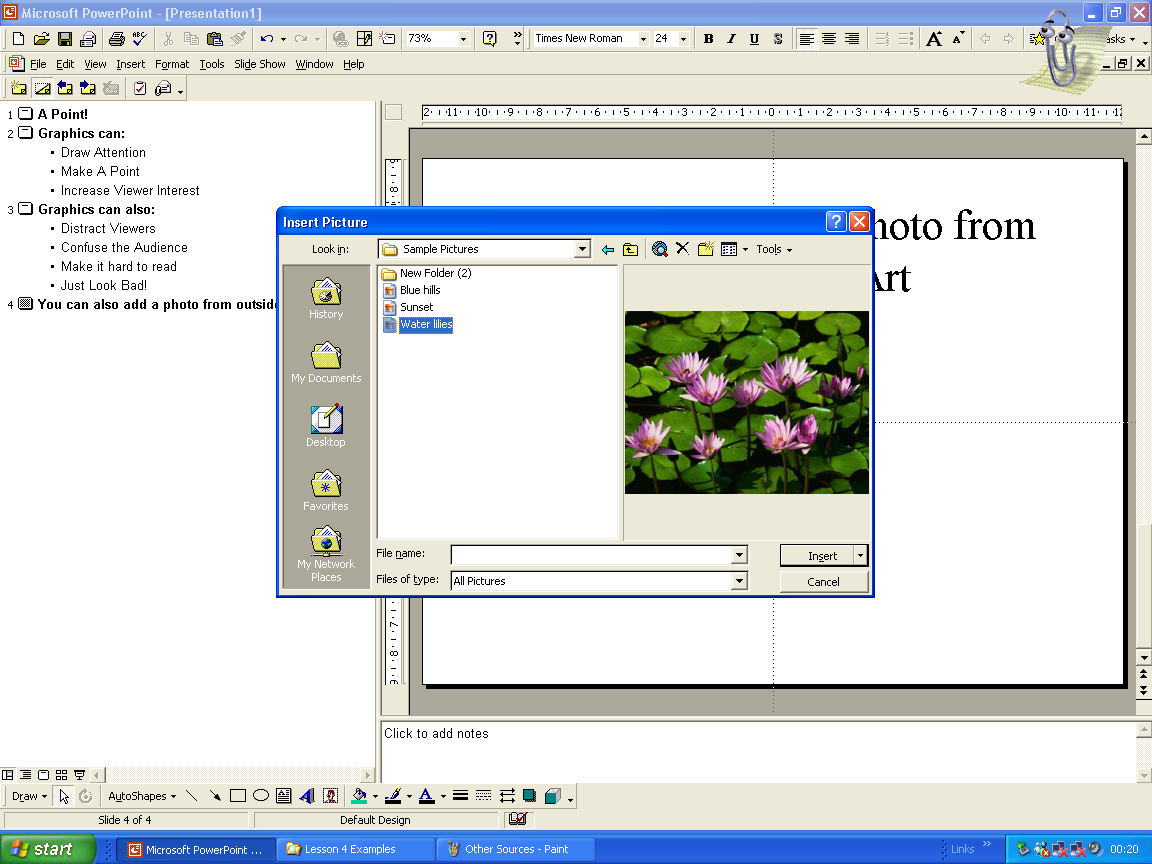 Microsoft PowerPoint - [Presentation1]
73%
Times New Roman
24
B I U S
A A
asks
File Edit View Insert Format Tools Slide Show Window Help
1 A Point!
2 Graphics can:
• Draw Attention
• Make A Point
• Increase Viewer Interest
3 Graphics can also:
• Distract Viewers
• Confuse the Audience
• Make it hard to read
• Just Look Bad!
4 You can also add a photo from outside
2 · 11 · 10 · 9 · 8 · 7 · 6 · 5 · 4 · 3 · 2 · 1 · 0 · 1 · 2 · 3 · 4 · 5 · 6 · 7 · 8 · 9 · 10 · 11 · 12
hoto from
Art
Insert Picture
Look in: Sample Pictures
Tools
History
My Documents
Desktop
Favorites
My Network
Places
New Folder (2)
Blue hills
Sunset
Water lilies
File name:
Insert
Files of type: All Pictures
Cancel
Click to add notes
Draw AutoShapes
Slide 4 of 4
Default Design
start
Microsoft PowerPoint ...
Lesson 4 Examples
Other Sources - Paint
Links
00:20